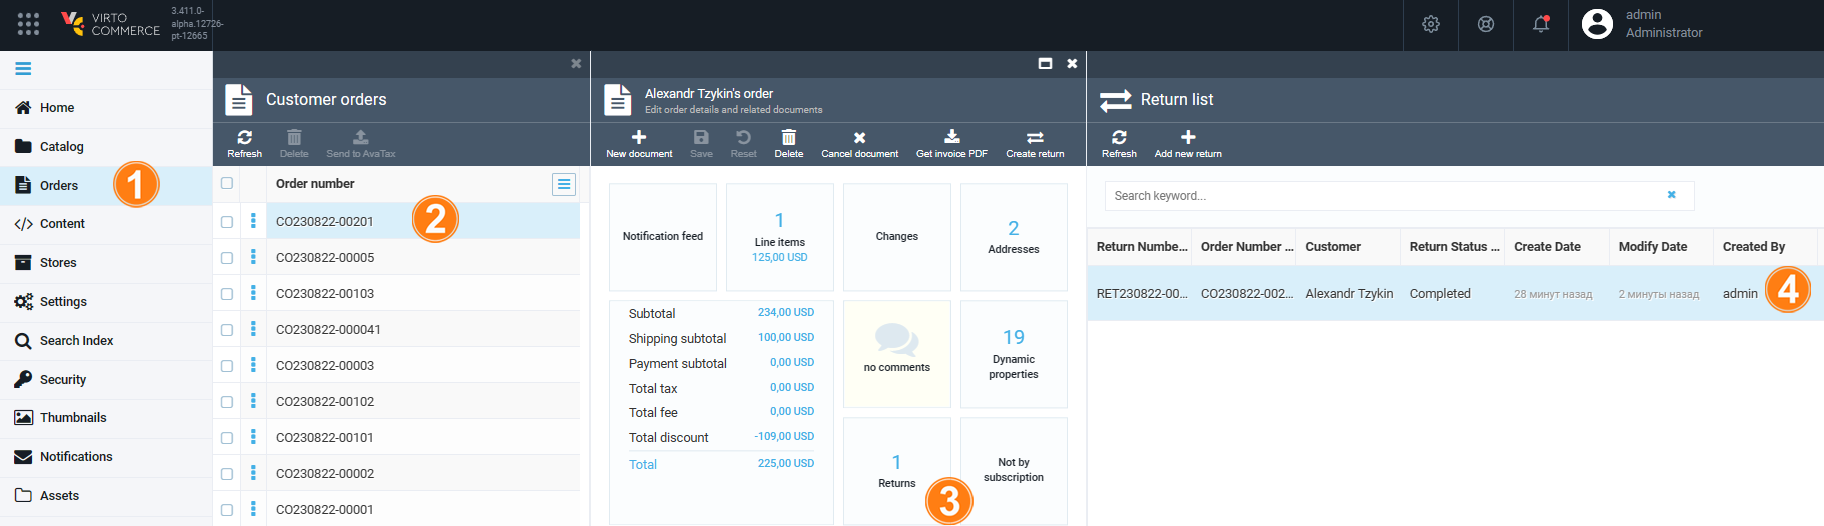 VIRTO
COMMERCE
3.411.0-
alpha.12726-
pt-12665
admin
Administrator
Home
Catalog
Orders
1
Content
Stores
Settings
Search Index
Security
Thumbnails
Notifications
Assets
Customer orders
Refresh Delete Send to AvaTax
Order number
CO230822-00201
2
CO230822-00005
CO230822-00103
CO230822-000041
CO230822-00003
CO230822-00102
CO230822-00101
CO230822-00002
CO230822-00001
Alexandr Tzykin's order
Edit order details and related documents
New document Save Reset Delete Cancel document Get invoice PDF Create return
Notification feed
1
Line items
125,00 USD
Changes
2
Addresses
Subtotal 234,00 USD
Shipping subtotal 100,00 USD
Payment subtotal 0,00 USD
Total tax 0,00 USD
Total fee 0,00 USD
Total discount -109,00 USD
Total 225,00 USD
no comments
19
Dynamic
properties
1
Returns
3
Not by
subscription
Return list
Refresh Add new return
Search keyword...
Return Numbe... Order Number ... Customer Return Status ... Create Date Modify Date Created By
RET230822-00... CO230822-002... Alexandr Tzykin Completed 28 минут назад 2 минуты назад admin
4